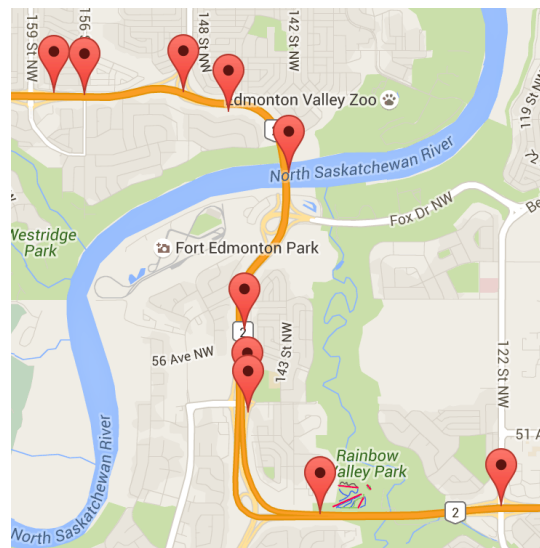 159 St NW
156 S
148 St NW
142 St NW
119 St NW
Edmonton Valley Zoo
2
North Saskatchewan River
Fox Dr NW
Be
Westridge
Park
Fort Edmonton Park
2
56 Ave NW
143 St NW
122 St NW
51 A
North Saskatchewan River
Rainbow
Valley Park
2